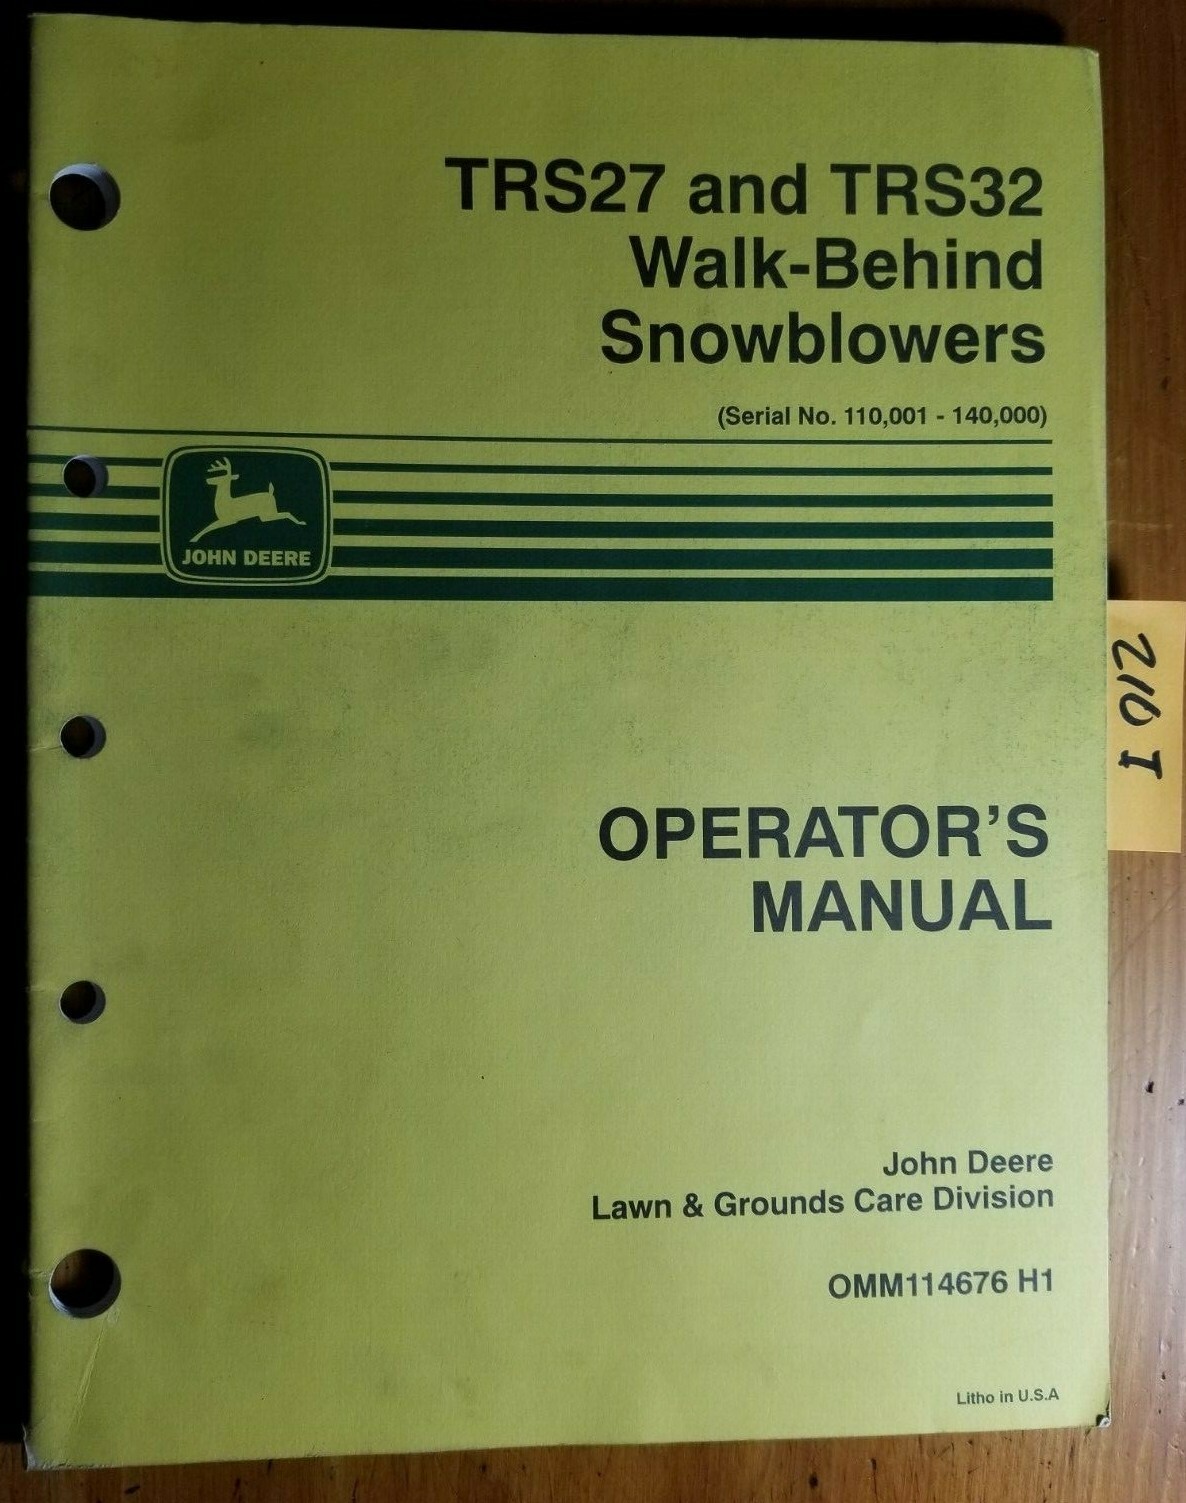 TRS27 and TRS32
Walk-Behind
Snowblowers
(Serial No. 110,001 - 140,000)
JOHN DEERE
210 I
OPERATOR'S
MANUAL
John Deere
Lawn & Grounds Care Division
OMM114676 H1
Litho in U.S.A